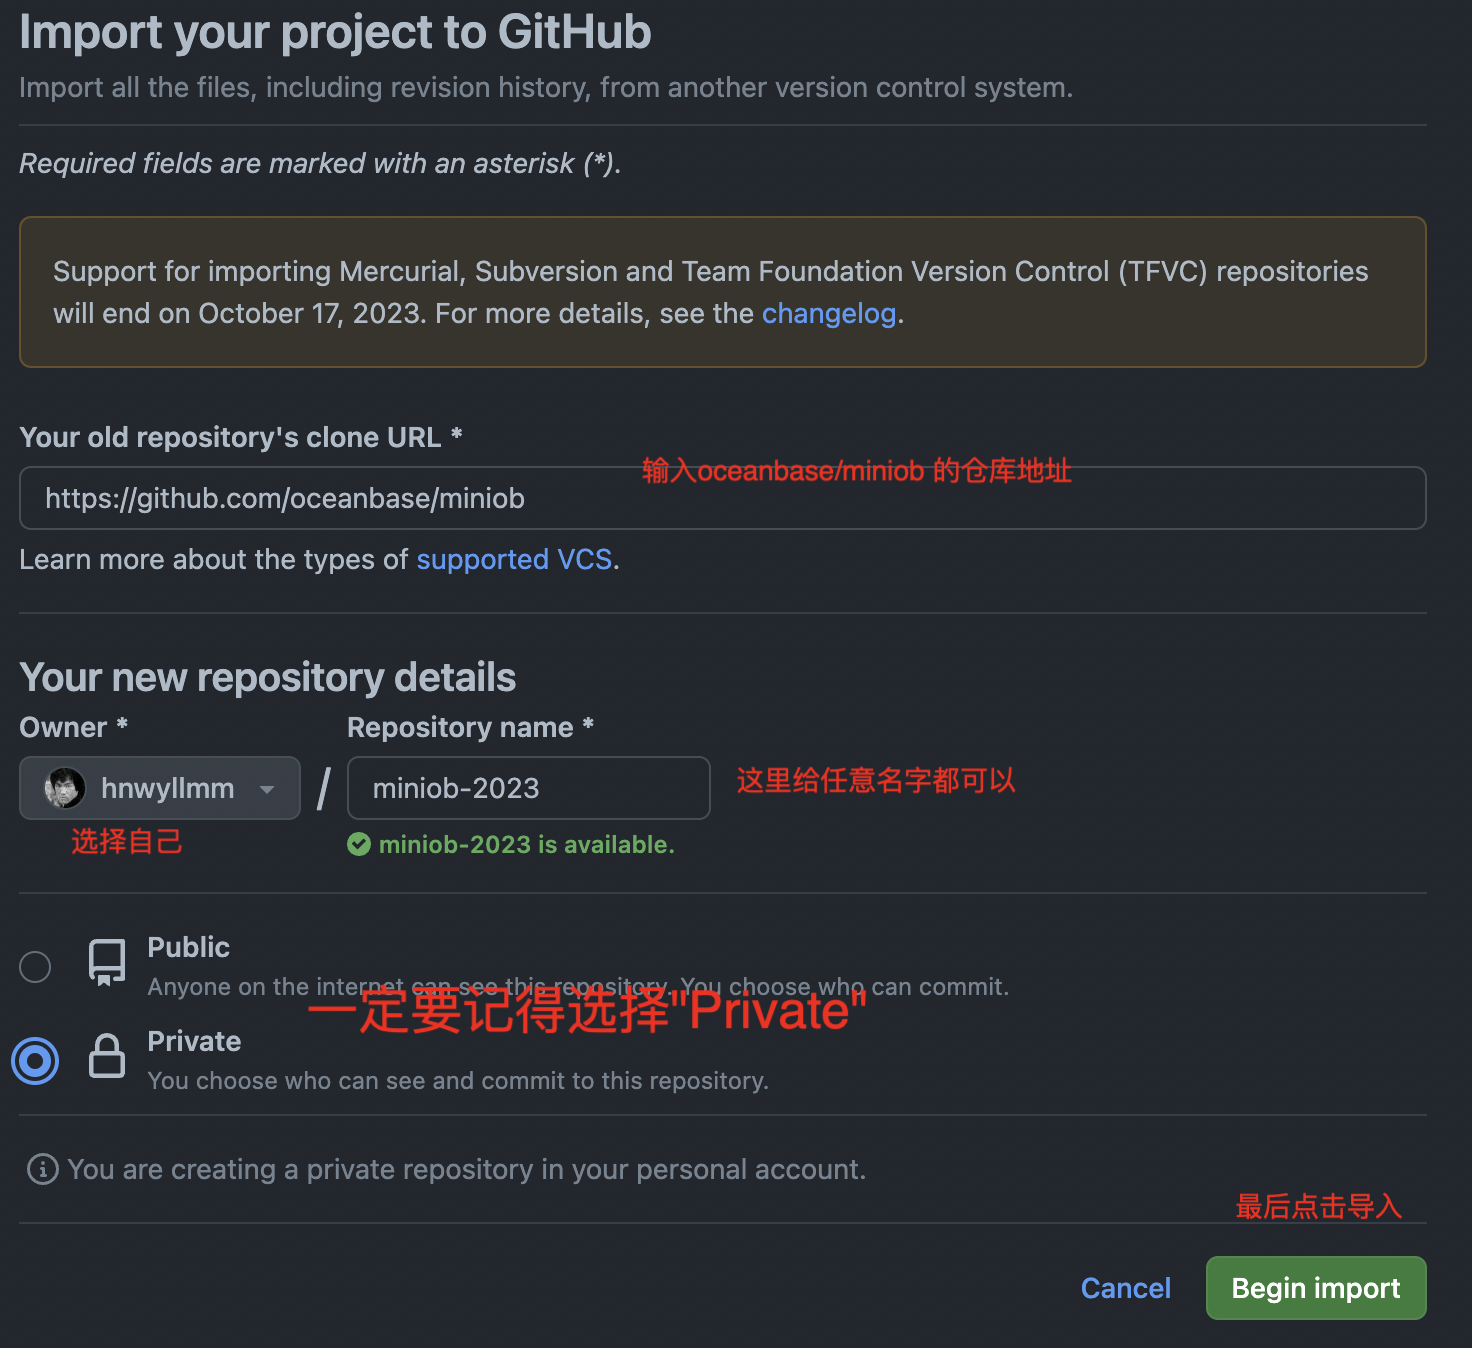 Import your project to GitHub
Import all the files, including revision history, from another version control system.
Required fields are marked with an asterisk (*).
Support for importing Mercurial, Subversion and Team Foundation Version Control (TFVC) repositories
will end on October 17, 2023. For more details, see the changelog.
Your old repository's clone URL *
输入oceanbase/miniob 的仓库地址
https://github.com/oceanbase/miniob
Learn more about the types of supported VCS.
Your new repository details
Owner *
Repository name *
hnwyllmm
/
miniob-2023
这里给任意名字都可以
选择自己
miniob-2023 is available.
Public
Anyone on the internet can see this repository. You choose who can commit.
一定要记得选择"Private"
Private
You choose who can see and commit to this repository.
You are creating a private repository in your personal account.
最后点击导入
Cancel
Begin import